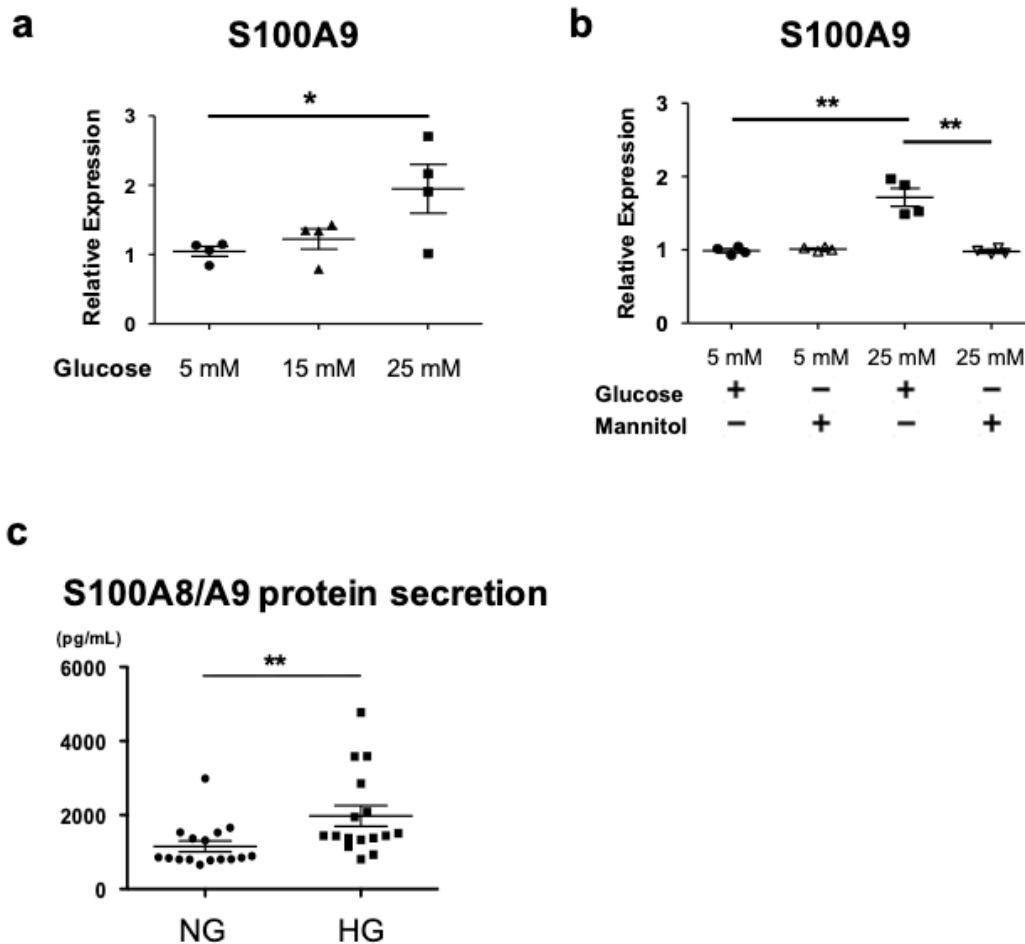 a
S100A9
*
Relative Expression
3
2
1
0
Glucose 5 mM 15 mM 25 mM
b
S100A9
**
**
Relative Expression
3
2
1
0
5 mM 5 mM 25 mM 25 mM
Glucose + − + −
Mannitol − + − +
c
S100A8/A9 protein secretion
(pg/mL)
**
6000
4000
2000
0
NG HG